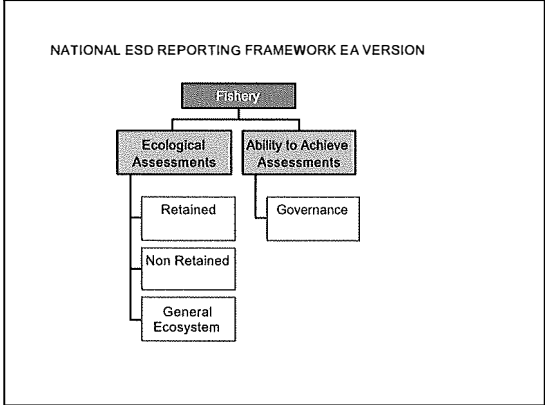 NATIONAL ESD REPORTING FRAMEWORK EA VERSION
Fishery
Ecological
Assessments
Ability to Achieve
Assessments
Retained
Non Retained
General
Ecosystem
Governance